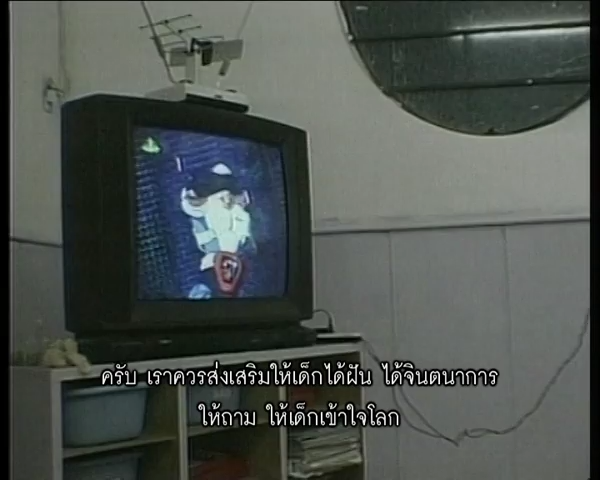 ครับ เราควรส่งเสริมให้เด็กได้ฝัน ได้จินตนาการ
ให้ถาม ให้เด็กเข้าใจโลก